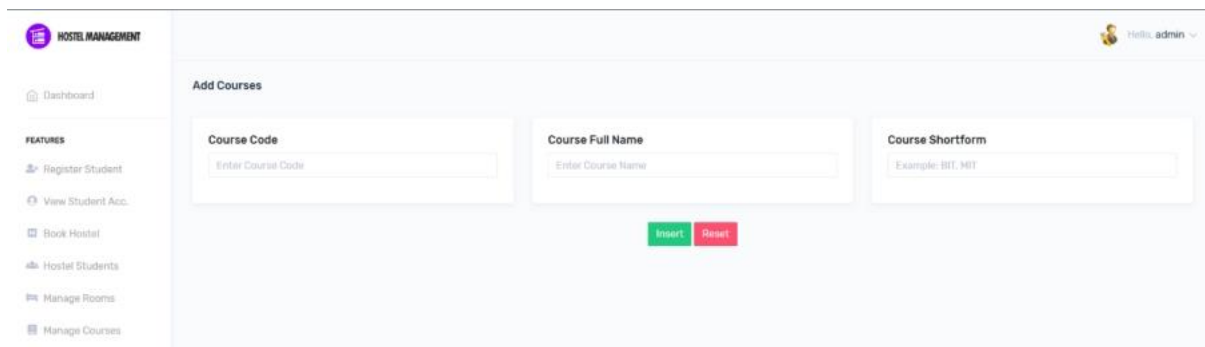 HOSTEL MANAGEMENT
Hello, admin
Dashboard
FEATURES
Register Student
View Student Acc.
Book Hostel
Hostel Students
Manage Rooms
Manage Courses
Add Courses
Course Code
Enter Course Code
Course Full Name
Enter Course Name
Course Shortform
Example: BIT, MIT
Insert
Reset